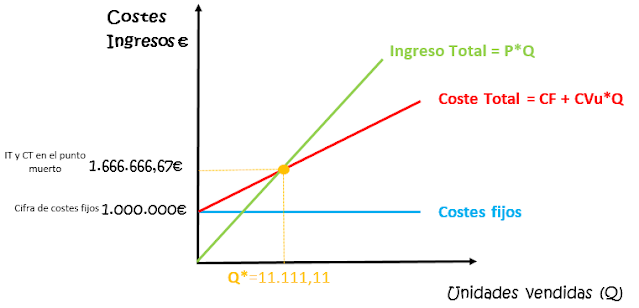 Costes
Ingresos €
Ingreso Total = P*Q
Coste Total = CF + CVu*Q
IT y CT en el punto
muerto
1.666.666,67€
Cifra de costes fijos
1.000.000€
Costes fijos
Q*=11.111,11
Unidades vendidas (Q)